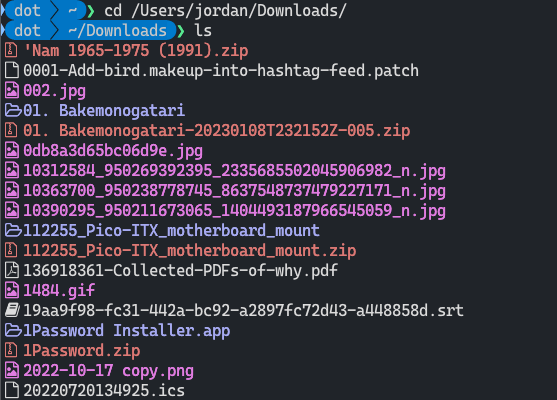 dot ~ ❯ cd /Users/jordan/Downloads/
dot ~/Downloads ❯ ls
'Nam 1965-1975 (1991).zip
0001-Add-bird.makeup-into-hashtag-feed.patch
002.jpg
01. Bakemonogatari
01. Bakemonogatari-20230108T232152Z-005.zip
0db8a3d65bc06d9e.jpg
10312584_950269392395_2335685502045906982_n.jpg
10363700_950238778745_8637548737479227171_n.jpg
10390295_950211673065_1404493187966545059_n.jpg
112255_Pico-ITX_motherboard_mount
112255_Pico-ITX_motherboard_mount.zip
136918361-Collected-PDFs-of-why.pdf
1484.gif
19aa9f98-fc31-442a-bc92-a2897fc72d43-a448858d.srt
1Password Installer.app
1Password.zip
2022-10-17 copy.png
20220720134925.ics